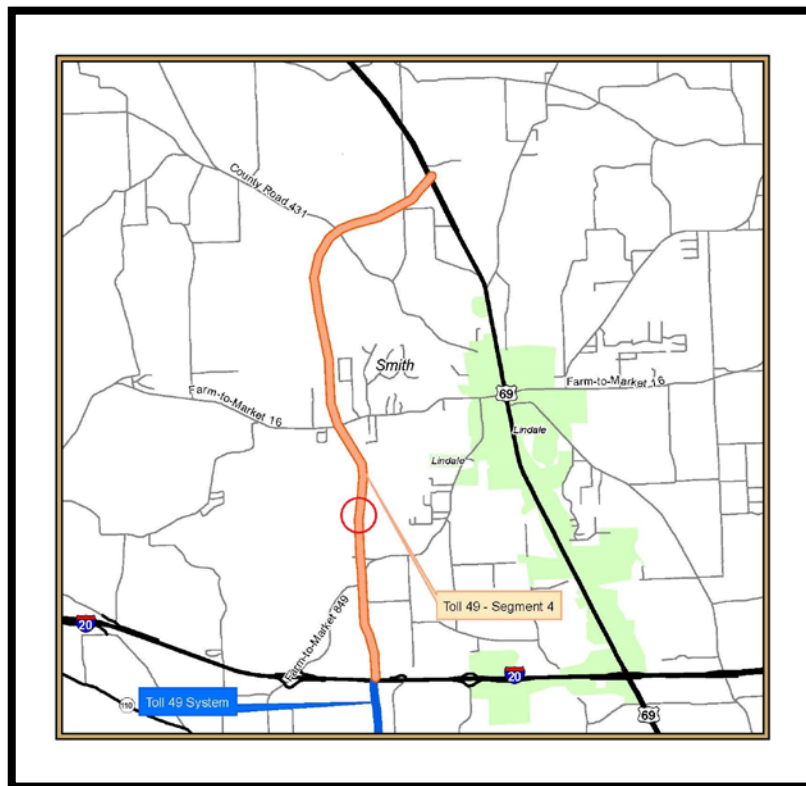 County Road 431
Smith
Farm-to-Market 16
69
Farm-to-Market 16
Lindale
Lindale
Toll 49 - Segment 4
20
Farm-to-Market 849
20
110
Toll 49 System
69